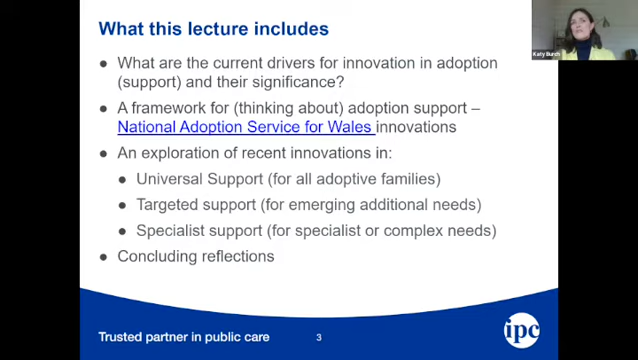 What this lecture includes
● What are the current drivers for innovation in adoption
(support) and their significance?
● A framework for (thinking about) adoption support –
National Adoption Service for Wales innovations
● An exploration of recent innovations in:
● Universal Support (for all adoptive families)
● Targeted support (for emerging additional needs)
● Specialist support (for specialist or complex needs)
● Concluding reflections
Trusted partner in public care
3
ipc
Katy Burch